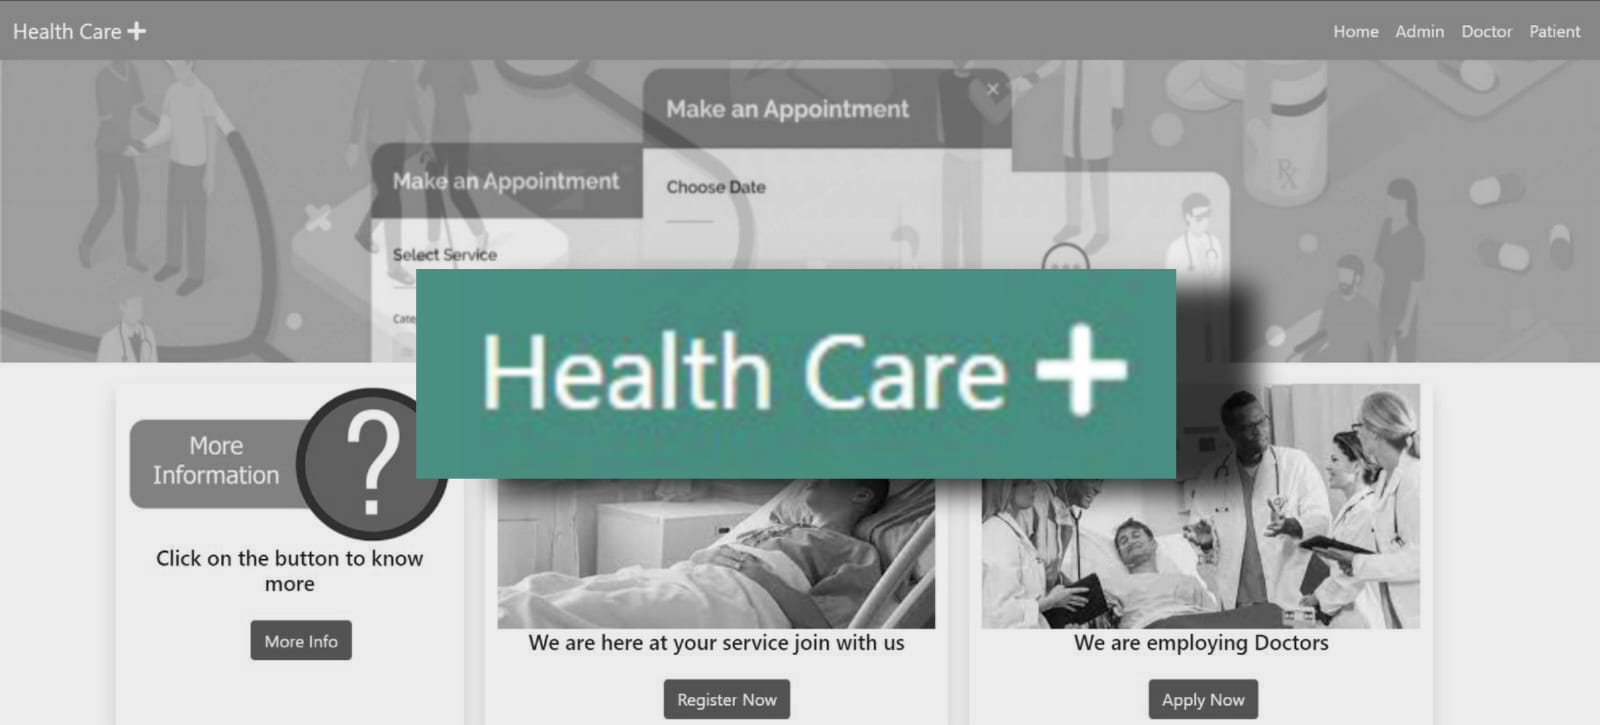 Health Care +
Home Admin Doctor Patient
Make an Appointment
Choose Date
Make an Appointment
Select Service
Health Care +
More
Information
?
Click on the button to know
more
More Info
We are here at your service join with us
Register Now
We are employing Doctors
Apply Now